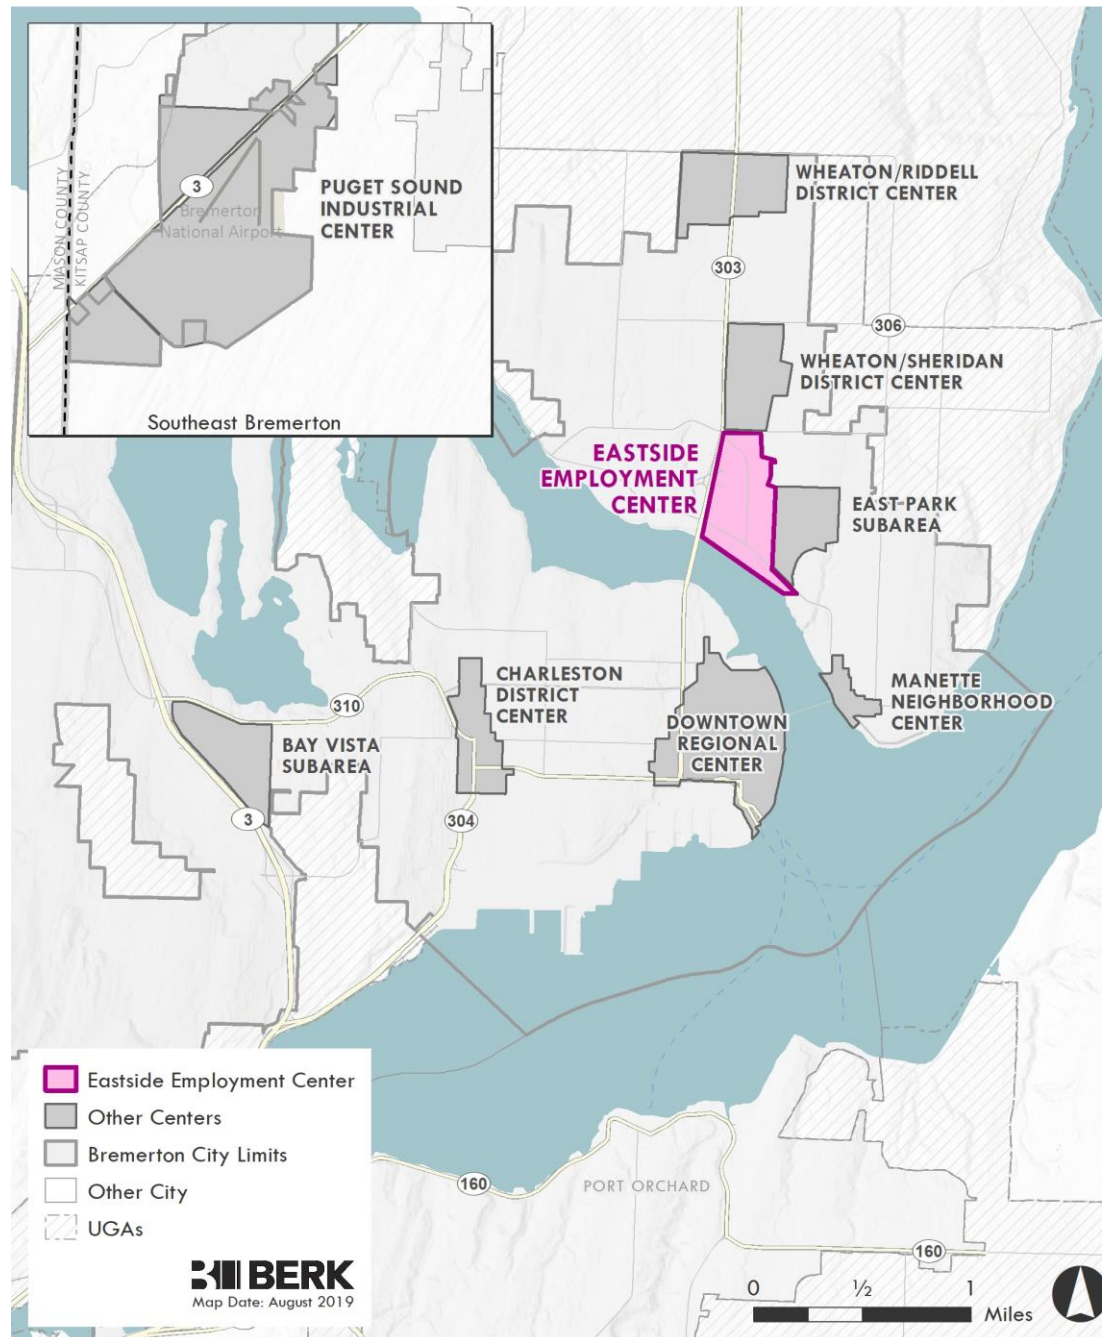 MASON COUNTY
KITSAP COUNTY
3
Bremerton
National Airport
PUGET SOUND
INDUSTRIAL
CENTER
Southeast Bremerton
WHEATON/RIDDELL
DISTRICT CENTER
303
306
WHEATON/SHERIDAN
DISTRICT CENTER
EASTSIDE
EMPLOYMENT
CENTER
EAST PARK
SUBAREA
CHARLESTON
DISTRICT
CENTER
310
BAY VISTA
SUBAREA
DOWNTOWN
REGIONAL
CENTER
MANETTE
NEIGHBORHOOD
CENTER
3
304
Eastside Employment Center
Other Centers
Bremerton City Limits
Other City
UGAs
BERK
Map Date: August 2019
160
PORT ORCHARD
160
0 ½ 1
Miles